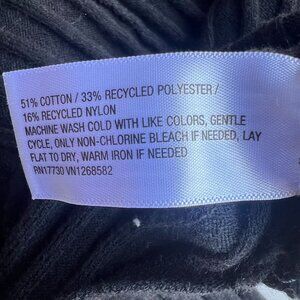 51% COTTON / 33% RECYCLED POLYESTER /
16% RECYCLED NYLON
MACHINE WASH COLD WITH LIKE COLORS, GENTLE
CYCLE, ONLY NON-CHLORINE BLEACH IF NEEDED, LAY
FLAT TO DRY, WARM IRON IF NEEDED
RN17730 VN1268582